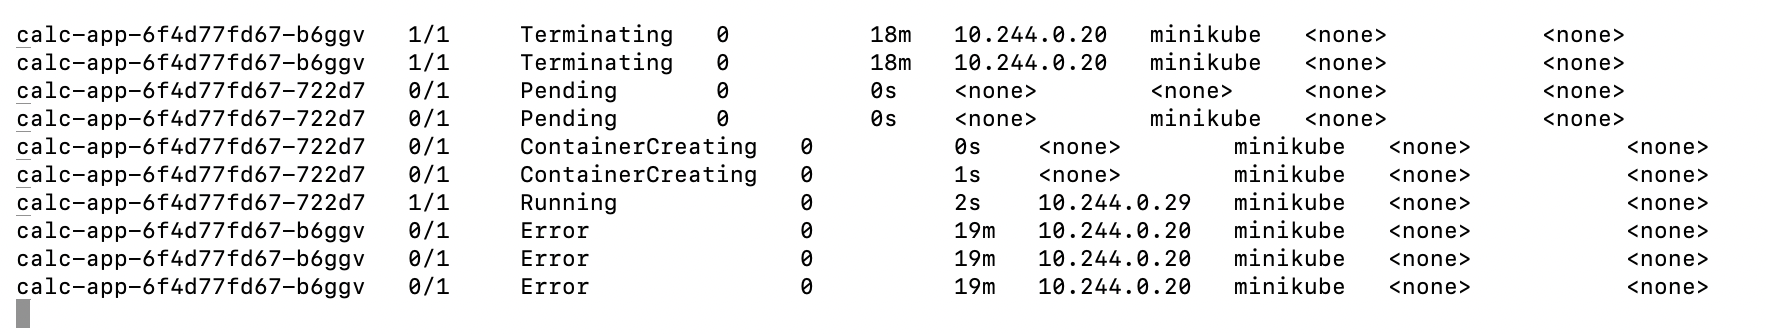 calc-app-6f4d77fd67-b6ggv   1/1     Terminating   0          18m   10.244.0.20   minikube   <none>           <none>
calc-app-6f4d77fd67-b6ggv   1/1     Terminating   0          18m   10.244.0.20   minikube   <none>           <none>
calc-app-6f4d77fd67-722d7   0/1     Pending       0          0s    <none>        <none>     <none>           <none>
calc-app-6f4d77fd67-722d7   0/1     Pending       0          0s    <none>        minikube   <none>           <none>
calc-app-6f4d77fd67-722d7   0/1     ContainerCreating   0          0s    <none>        minikube   <none>           <none>
calc-app-6f4d77fd67-722d7   0/1     ContainerCreating   0          1s    <none>        minikube   <none>           <none>
calc-app-6f4d77fd67-722d7   1/1     Running             0          2s    10.244.0.29   minikube   <none>           <none>
calc-app-6f4d77fd67-b6ggv   0/1     Error               0          19m   10.244.0.20   minikube   <none>           <none>
calc-app-6f4d77fd67-b6ggv   0/1     Error               0          19m   10.244.0.20   minikube   <none>           <none>
calc-app-6f4d77fd67-b6ggv   0/1     Error               0          19m   10.244.0.20   minikube   <none>           <none>